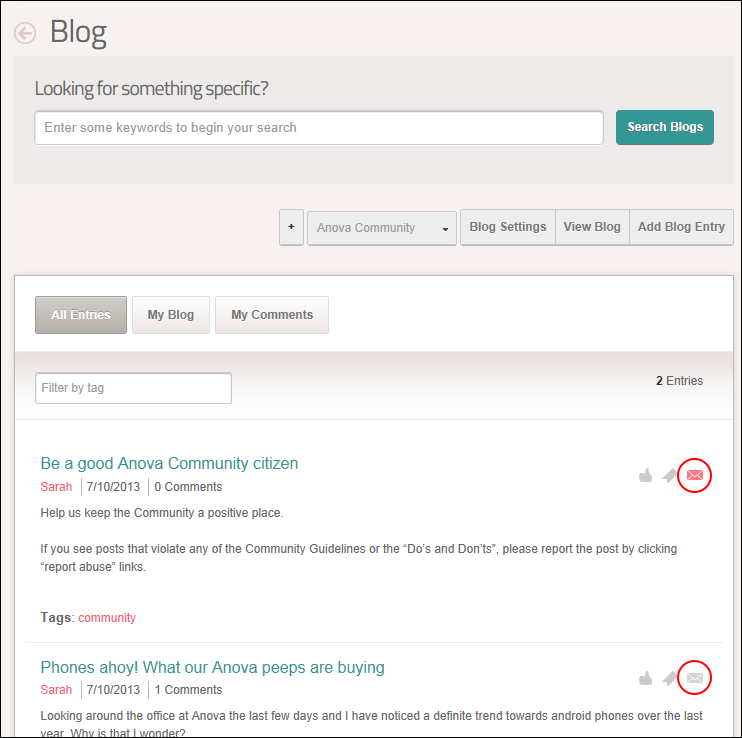 Blog
Looking for something specific?
Enter some keywords to begin your search
Search Blogs
+
Anova Community
Blog Settings
View Blog
Add Blog Entry
All Entries
My Blog
My Comments
Filter by tag
2 Entries
Be a good Anova Community citizen
Sarah 7/10/2013 0 Comments
Help us keep the Community a positive place.
If you see posts that violate any of the Community Guidelines or the “Do’s and Don’ts”, please report the post by clicking
“report abuse” links.
Tags: community
Phones ahoy! What our Anova peeps are buying
Sarah 7/10/2013 1 Comments
Looking around the office at Anova the last few days and I have noticed a definite trend towards android phones over the last
year. Why is that I wonder?